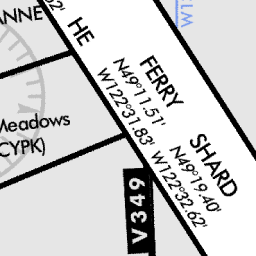 ANNE
HE
FERRY
N49°11.51'
W122°31.83'
SHARD
N49°19.40'
W122°32.62'
Meadows
CYPK)
V349